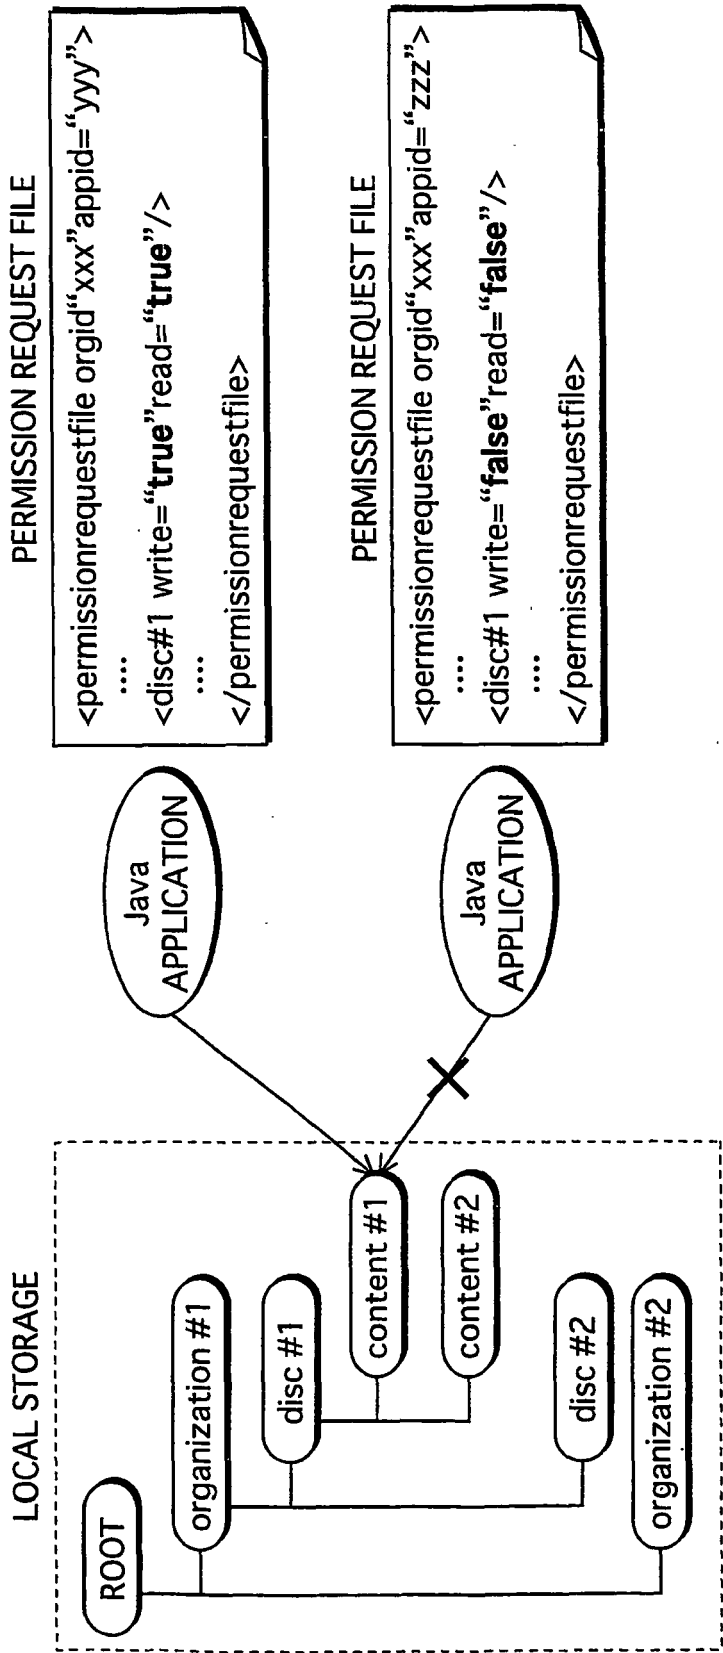 LOCAL STORAGE
ROOT
organization #1
disc #1
content #1
content #2
disc #2
organization #2
Java
APPLICATION
Java
APPLICATION
PERMISSION REQUEST FILE
<permissionrequestfile orgid“xxx”appid=“yyy”>
....
<disc#1 write=“true”read=“true”/>
....
</permissionrequestfile>
PERMISSION REQUEST FILE
<permissionrequestfile orgid“xxx”appid=“zzz”>
....
<disc#1 write=“false”read=“false”/>
....
</permissionrequestfile>